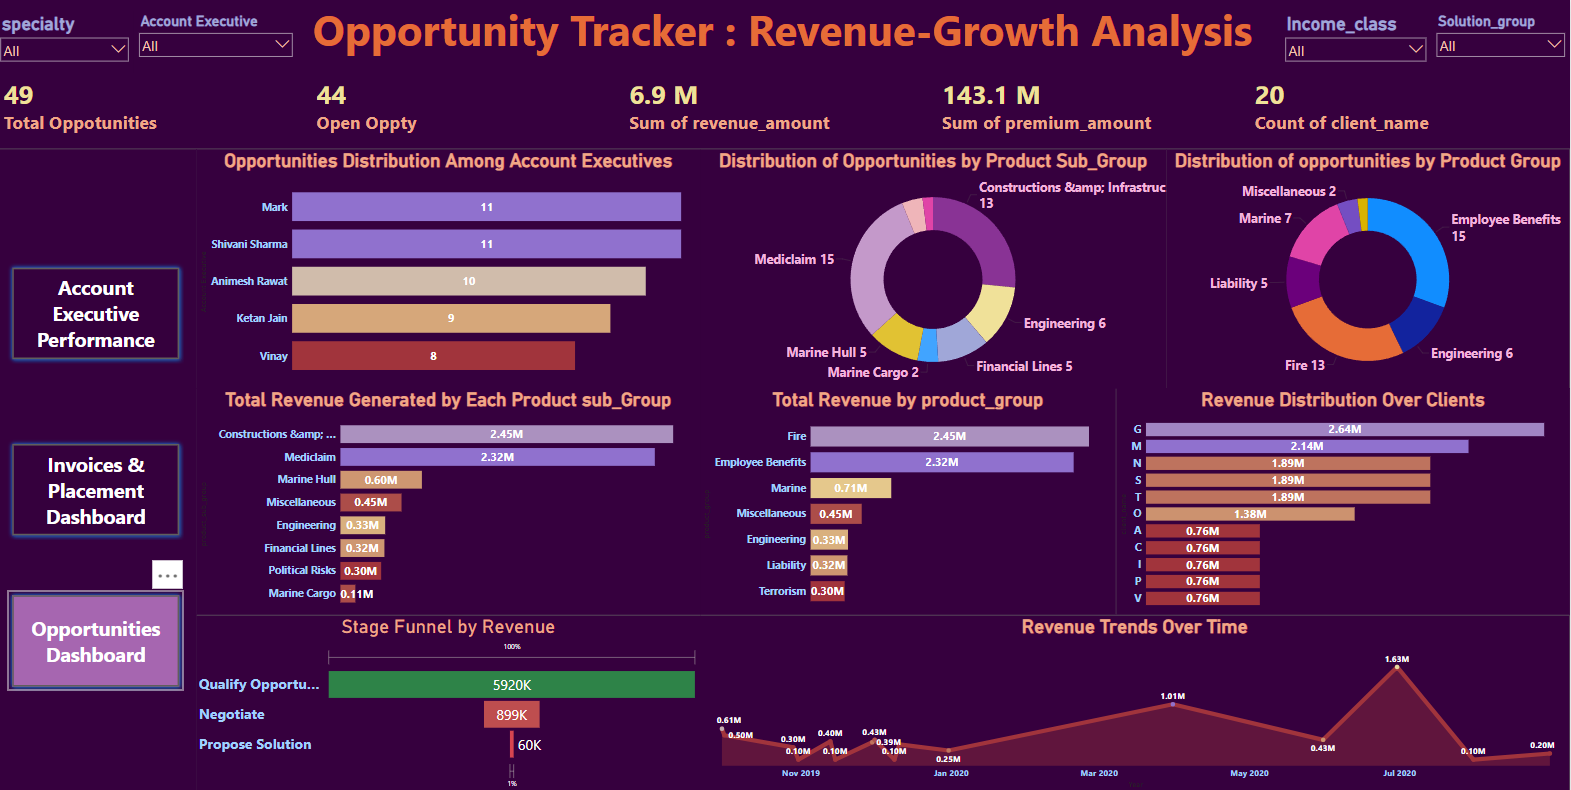 specialty
All
Account Executive
All
Opportunity Tracker : Revenue-Growth Analysis
Income_class
All
Solution_group
All
49
Total Oppotunities
44
Open Oppty
6.9 M
Sum of revenue_amount
143.1 M
Sum of premium_amount
20
Count of client_name
Account
Executive
Performance
Invoices &
Placement
Dashboard
...
Opportunities
Dashboard
Opportunities Distribution Among Account Executives
Mark 11
Shivani Sharma 11
Animesh Rawat 10
Ketan Jain 9
Vinay 8
Distribution of Opportunities by Product Sub_Group
Constructions &amp; Infrastruc
13
Mediclaim 15
Engineering 6
Marine Hull 5
Financial Lines 5
Marine Cargo 2
Distribution of opportunities by Product Group
Miscellaneous 2
Employee Benefits
15
Marine 7
Liability 5
Engineering 6
Fire 13
Total Revenue Generated by Each Product sub_Group
Constructions &amp; ... 2.45M
Mediclaim 2.32M
Marine Hull 0.60M
Miscellaneous 0.45M
Engineering 0.33M
Financial Lines 0.32M
Political Risks 0.30M
Marine Cargo 0.11M
Total Revenue by product_group
Fire 2.45M
Employee Benefits 2.32M
Marine 0.71M
Miscellaneous 0.45M
Engineering 0.33M
Liability 0.32M
Terrorism 0.30M
Revenue Distribution Over Clients
G 2.64M
M 2.14M
N 1.89M
S 1.89M
T 1.89M
O 1.38M
A 0.76M
C 0.76M
I 0.76M
P 0.76M
V 0.76M
Stage Funnel by Revenue
100%
Qualify Opportu... 5920K
Negotiate 899K
Propose Solution 60K
1%
Revenue Trends Over Time
0.61M
0.50M
0.30M
0.10M
0.40M
0.10M
0.43M
0.39M
0.10M
0.25M
1.01M
0.43M
1.63M
0.10M
0.20M
Nov 2019
Jan 2020
Mar 2020
May 2020
Jul 2020